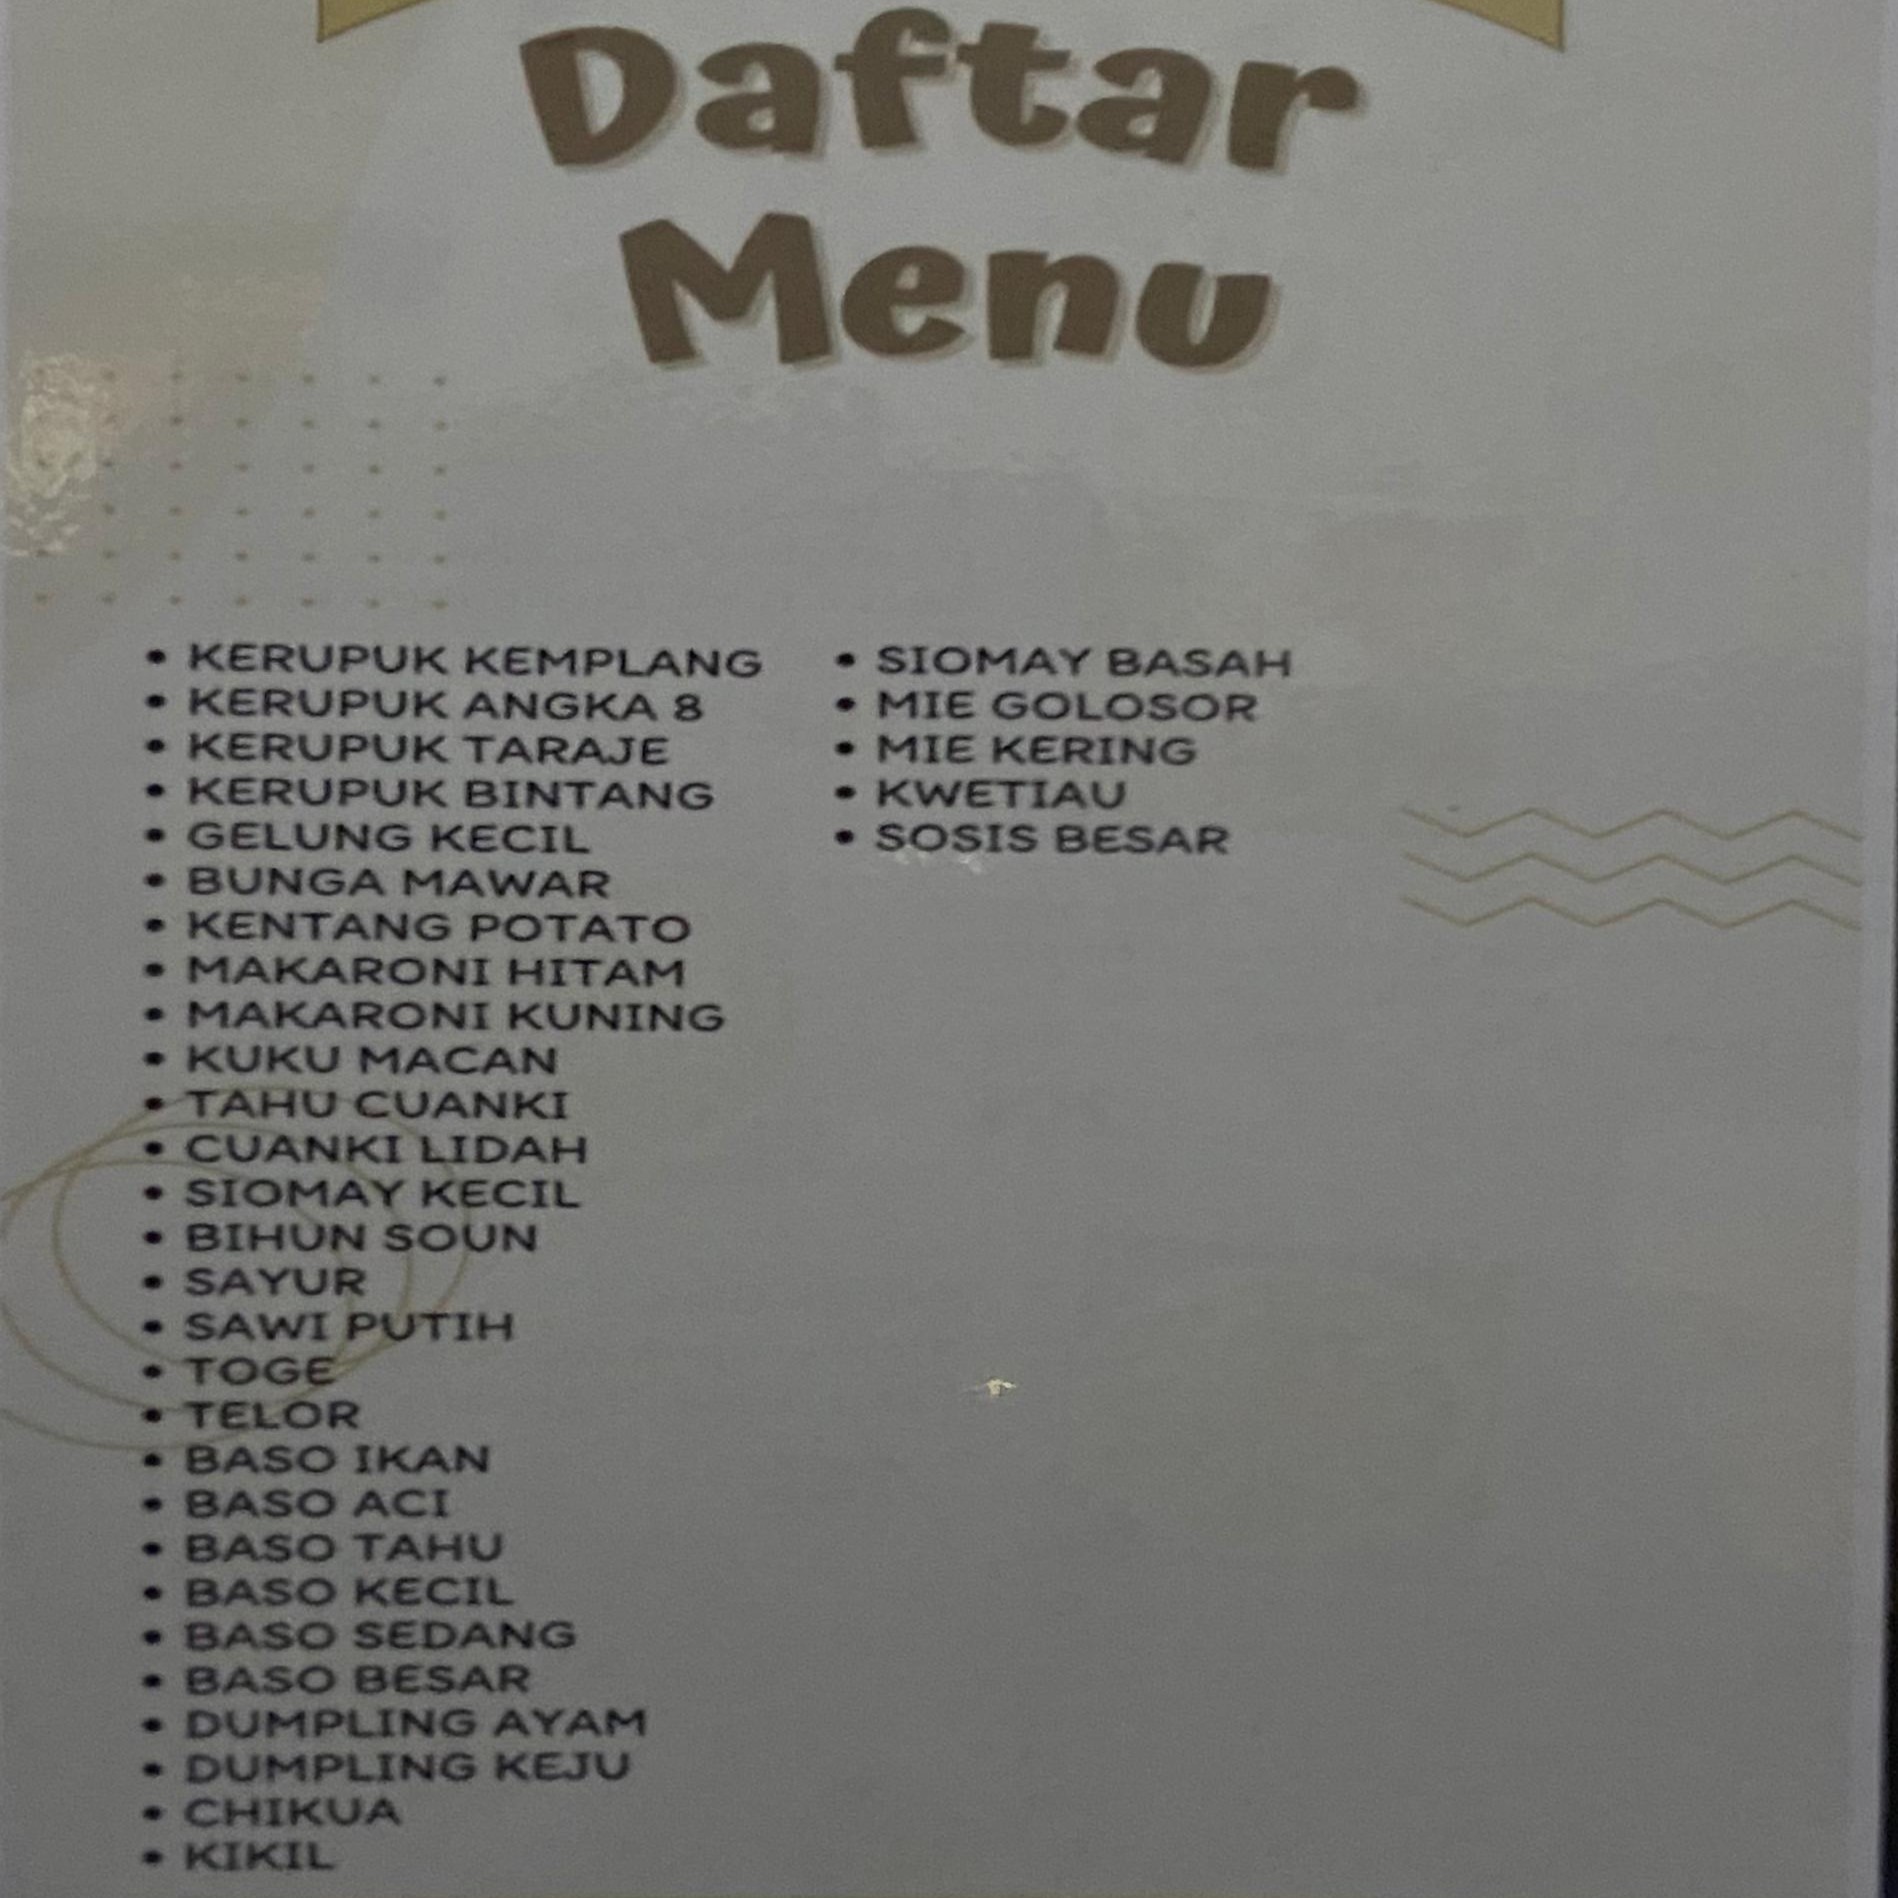 Daftar
Menu
• KERUPUK KEMPLANG
• KERUPUK ANGKA 8
• KERUPUK TARAJE
• KERUPUK BINTANG
• GELUNG KECIL
• BUNGA MAWAR
• KENTANG POTATO
• MAKARONI HITAM
• MAKARONI KUNING
• KUKU MACAN
• TAHU CUANKI
• CUANKI LIDAH
• SIOMAY KECIL
• BIHUN SOUN
• SAYUR
• SAWI PUTIH
• TOGE
• TELOR
• BASO IKAN
• BASO ACI
• BASO TAHU
• BASO KECIL
• BASO SEDANG
• BASO BESAR
• DUMPLING AYAM
• DUMPLING KEJU
• CHIKUA
• KIKIL
• SIOMAY BASAH
• MIE GOLOSOR
• MIE KERING
• KWETIAU
• SOSIS BESAR